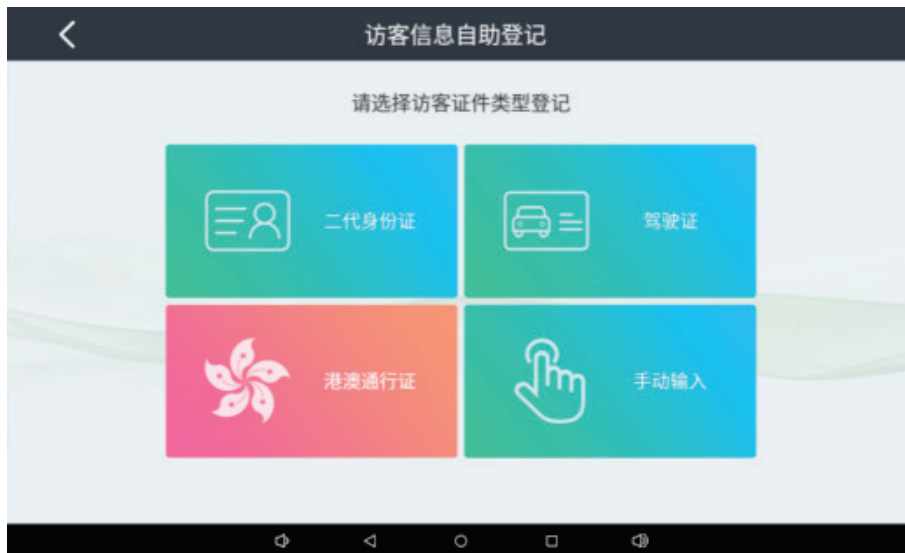 访客信息自助登记
请选择访客证件类型登记
二代身份证
驾驶证
港澳通行证
手动输入